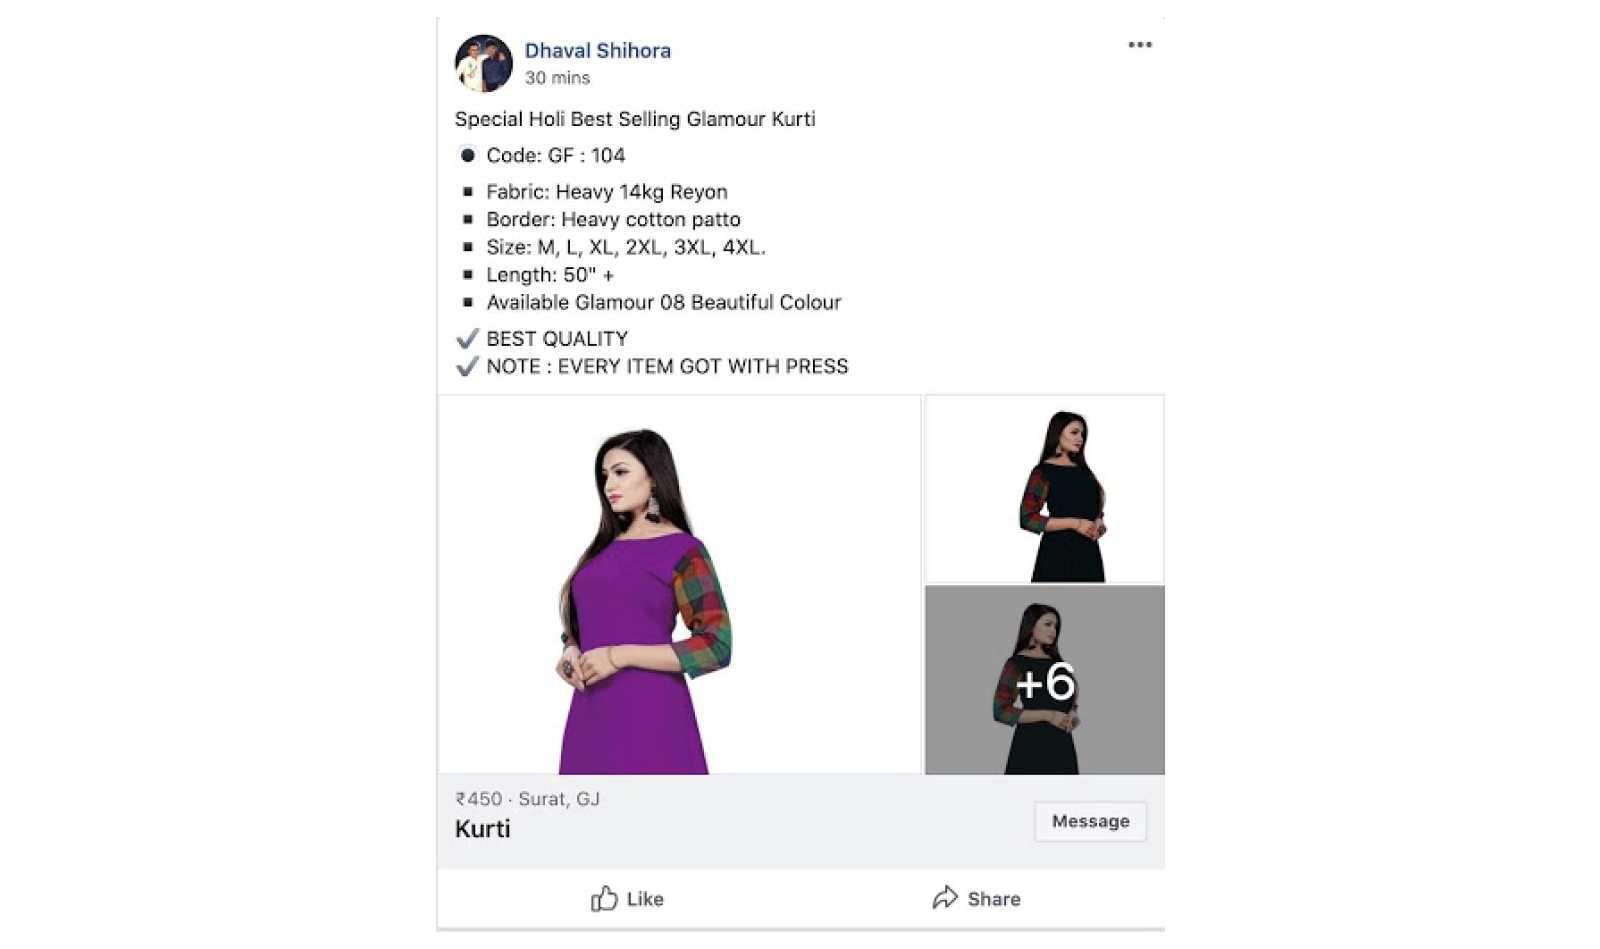 Dhaval Shihora
30 mins
Special Holi Best Selling Glamour Kurti
Code: GF : 104
▪ Fabric: Heavy 14kg Reyon
▪ Border: Heavy cotton patto
▪ Size: M, L, XL, 2XL, 3XL, 4XL.
▪ Length: 50" +
▪ Available Glamour 08 Beautiful Colour
✔ BEST QUALITY
✔ NOTE : EVERY ITEM GOT WITH PRESS
+6
₹450 · Surat, GJ
Kurti
Message
Like
Share